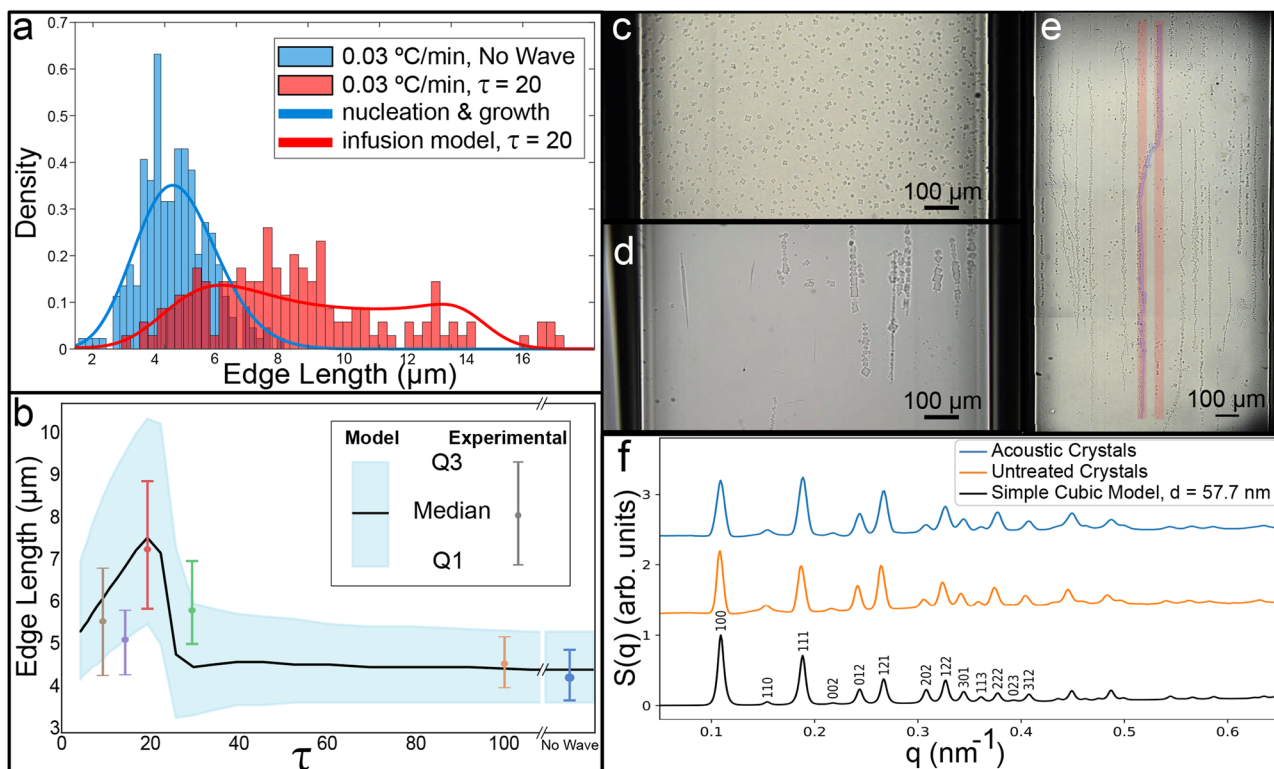 a
0.7
0.6
0.5
0.4
0.3
0.2
0.1
0
Density
0.03 ºC/min, No Wave
0.03 ºC/min, τ = 20
nucleation & growth
infusion model, τ = 20
2 4 6 8 10 12 14 16
Edge Length (µm)
b
10
9
8
7
6
5
4
3
Edge Length (µm)
Model Experimental
Q3
Median
Q1
0 20 40 60 80 100 No Wave
τ
c
100 µm
d
100 µm
e
100 µm
f
Acoustic Crystals
Untreated Crystals
Simple Cubic Model, d = 57.7 nm
3
2
1
0
S(q) (arb. units)
100
110
111
002
012
121
202
122
301
113
222
023
312
0.1 0.2 0.3 0.4 0.5 0.6
q (nm⁻¹)